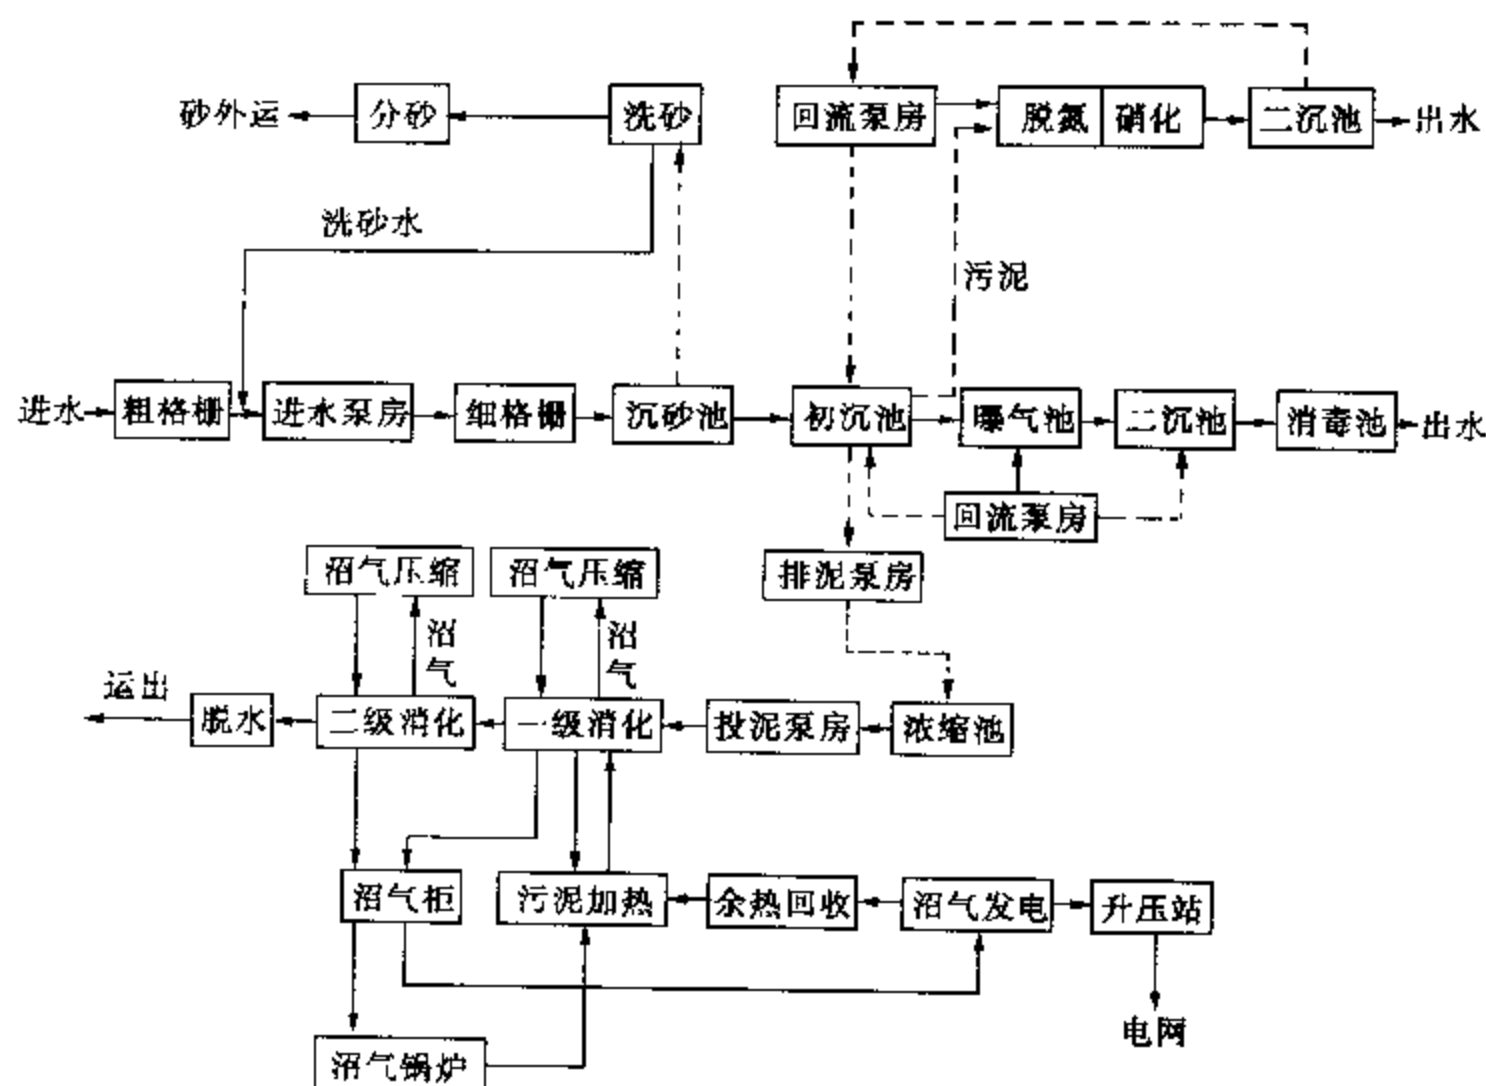 砂外运
分砂
洗砂
回流泵房
脱氮
硝化
二沉池
出水
洗砂水
污泥
进水
粗格栅
进水泵房
细格栅
沉砂池
初沉池
曝气池
二沉池
消毒池
出水
回流泵房
沼气压缩
沼气压缩
排泥泵房
沼气
沼气
运出
脱水
二级消化
一级消化
投泥泵房
浓缩池
沼气柜
污泥加热
余热回收
沼气发电
升压站
电网
沼气锅炉